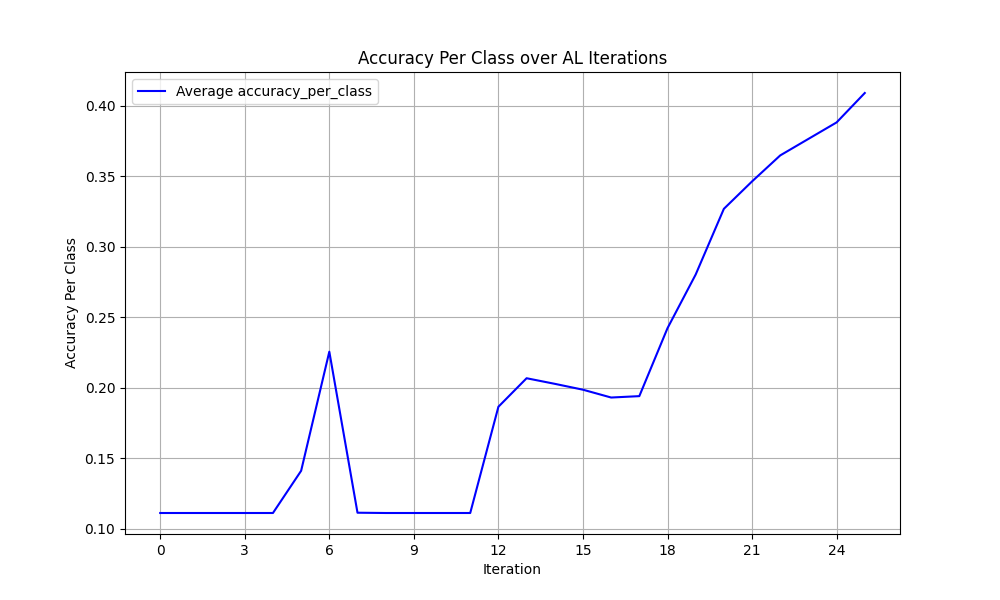 Accuracy Per Class over AL Iterations
Average accuracy_per_class
0.40
0.35
0.30
0.25
0.20
0.15
0.10
Accuracy Per Class
0 3 6 9 12 15 18 21 24
Iteration